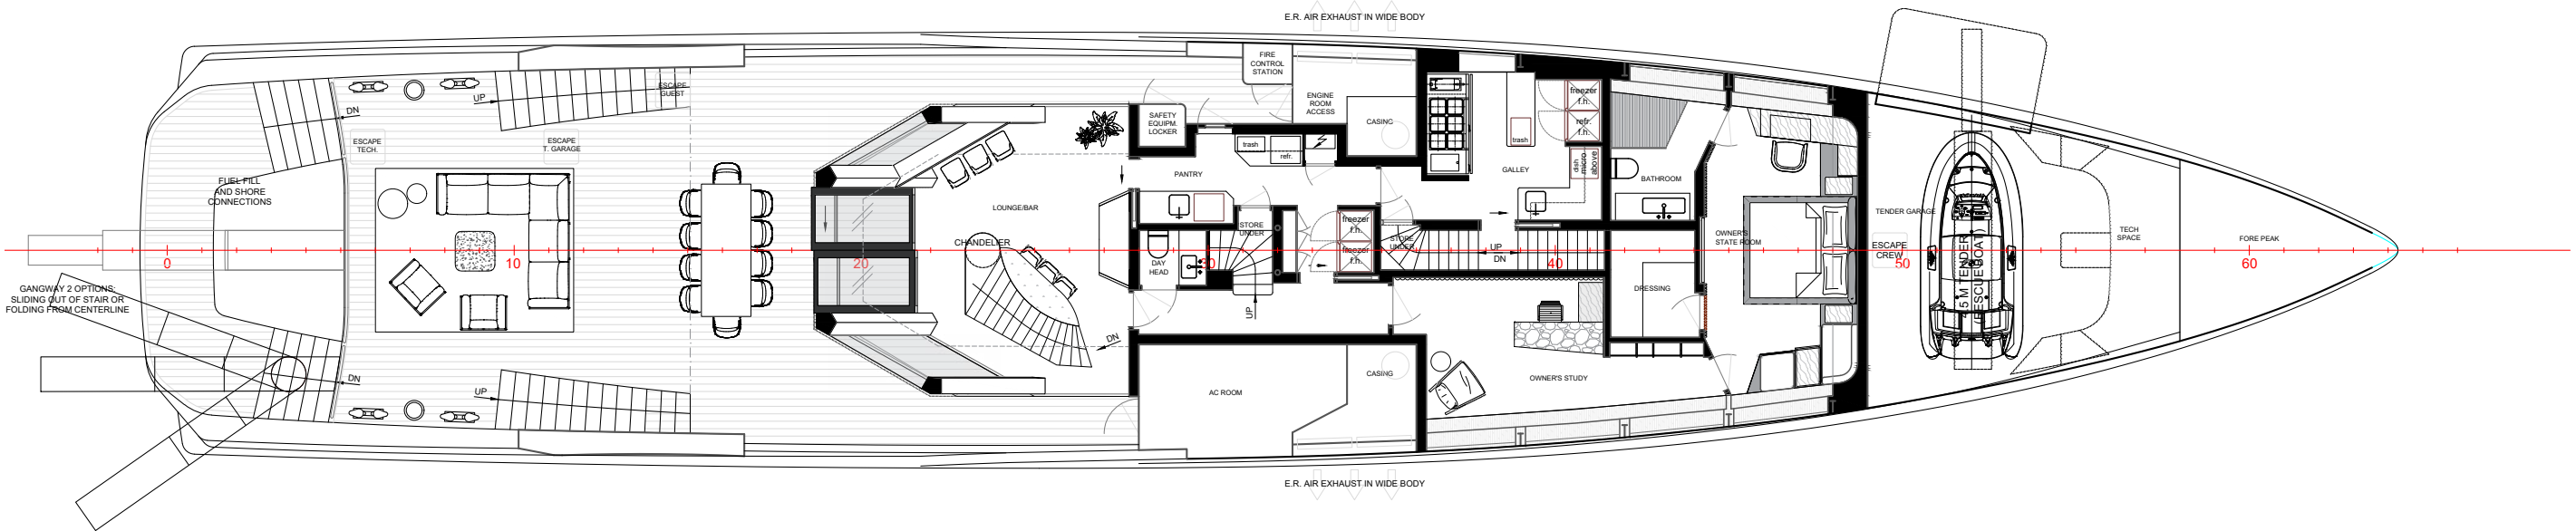 E.R. AIR EXHAUST IN WIDE BODY
FIRE
CONTROL
STATION
ESCAPE
GUEST
UP
DN
ENGINE
ROOM
ACCESS
CASING
SAFETY
EQUIPM.
LOCKER
ESCAPE
TECH.
ESCAPE
T. GARAGE
freezer
f.h.
refr.
f.h.
trash
trash
refr.
dish
micro
above
PANTRY
GALLEY
BATHROOM
FUEL FILL
AND SHORE
CONNECTIONS
LOUNGE/BAR
CHANDELIER
STORE
UNDER
freezer
f.h.
freezer
f.h.
STORE
UNDER
UP
DN
OWNER'S
STATE ROOM
TENDER GARAGE
ESCAPE
CREW
TECH
SPACE
FORE PEAK
0
10
20
30
40
50
60
DAY
HEAD
DRESSING
UP
GANGWAY 2 OPTIONS:
SLIDING OUT OF STAIR OR
FOLDING FROM CENTERLINE
DN
DN
UP
AC ROOM
CASING
OWNER'S STUDY
(RESCUEBOAT)
E.R. AIR EXHAUST IN WIDE BODY